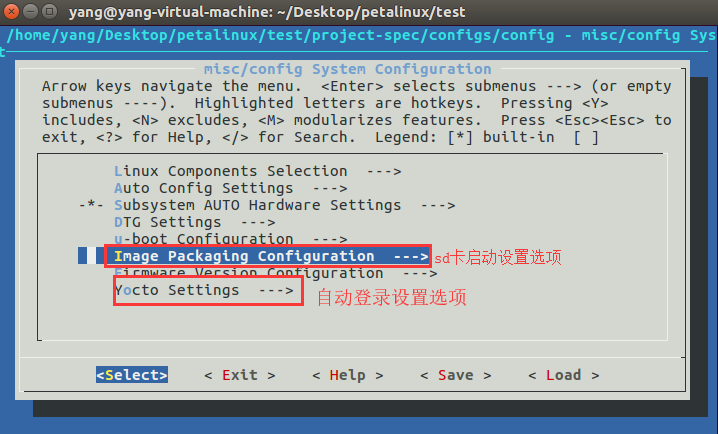 yang@yang-virtual-machine: ~/Desktop/petalinux/test
/home/yang/Desktop/petalinux/test/project-spec/configs/config - misc/config Sys
t
misc/config System Configuration
Arrow keys navigate the menu.  <Enter> selects submenus ---> (or empty
submenus ----).  Highlighted letters are hotkeys.  Pressing <Y>
includes, <N> excludes, <M> modularizes features.  Press <Esc><Esc> to
exit, <?> for Help, </> for Search.  Legend: [*] built-in  [ ]
Linux Components Selection  --->
Auto Config Settings  --->
-*- Subsystem AUTO Hardware Settings  --->
DTG Settings  --->
u-boot Configuration  --->
Image Packaging Configuration  ---> sd卡启动设置选项
Firmware Version Configuration  --->
Yocto Settings  ---> 自动登录设置选项
<Select>    < Exit >    < Help >    < Save >    < Load >